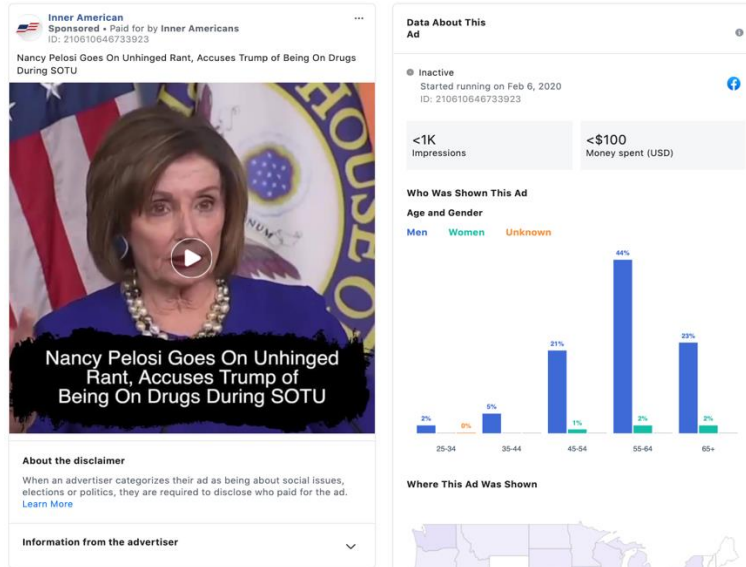 Inner American
Sponsored • Paid for by Inner Americans
ID: 210610646733923
Nancy Pelosi Goes On Unhinged Rant, Accuses Trump of Being On Drugs
During SOTU
HOUSE O
NUM
Nancy Pelosi Goes On Unhinged
Rant, Accuses Trump of
Being On Drugs During SOTU
About the disclaimer
When an advertiser categorizes their ad as being about social issues,
elections or politics, they are required to disclose who paid for the ad.
Learn More
Information from the advertiser
Data About This
Ad
Inactive
Started running on Feb 6, 2020
ID: 210610646733923
<1K
Impressions
<$100
Money spent (USD)
Who Was Shown This Ad
Age and Gender
Men Women Unknown
2% 0% 5% 21% 1% 44% 2% 23% 2%
25-34 35-44 45-54 55-64 65+
Where This Ad Was Shown